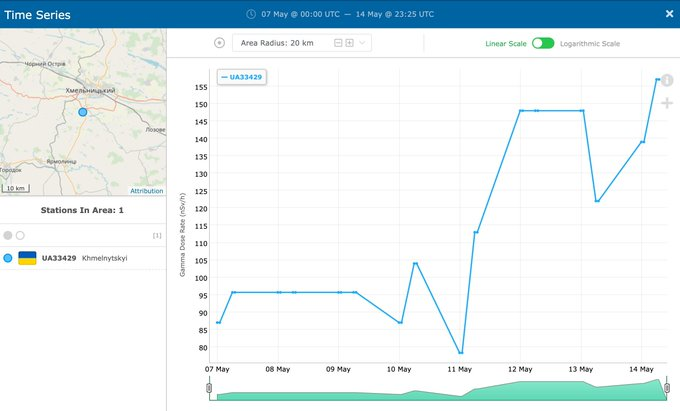 Time Series
07 May @ 00:00 UTC — 14 May @ 23:25 UTC
Area Radius: 20 km
Linear Scale
Logarithmic Scale
Чорний Острів
Хмельницький
Лозове
Ярмолинці
Городок
10 km
Attribution
Stations In Area: 1
[1]
UA33429 Khmelnytskyi
UA33429
Gamma Dose Rate (nSv/h)
155
150
145
140
135
130
125
120
115
110
105
100
95
90
85
80
07 May
08 May
09 May
10 May
11 May
12 May
13 May
14 May